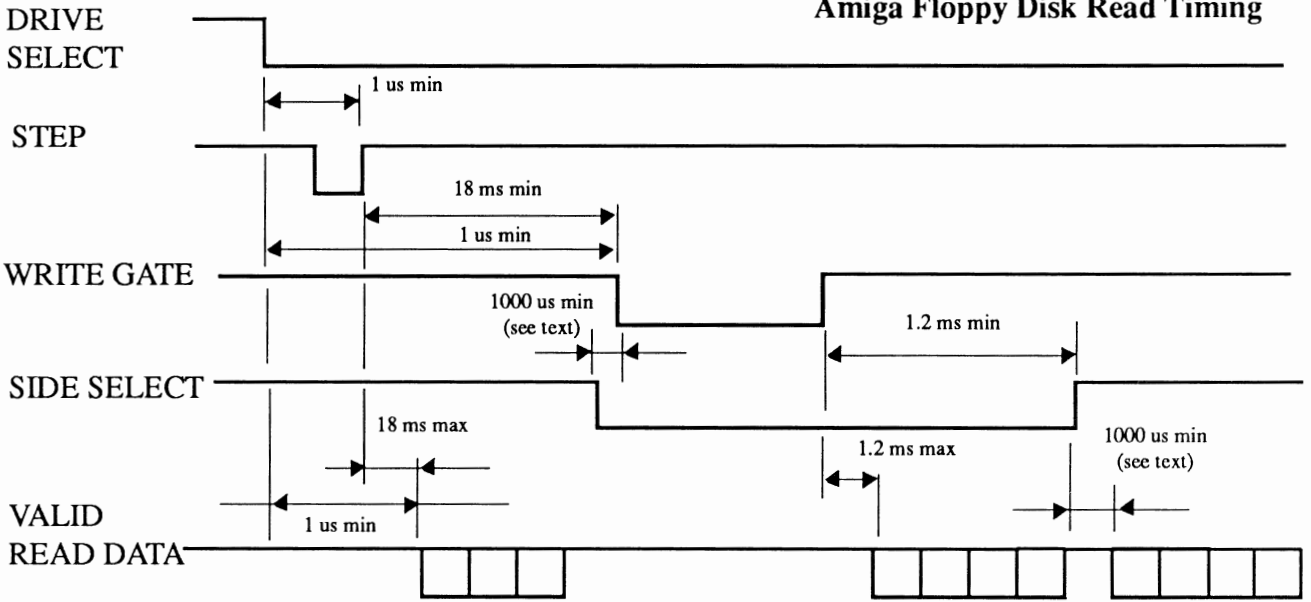 Amiga Floppy Disk Read Timing
DRIVE
SELECT
1 us min
STEP
18 ms min
1 us min
WRITE GATE
1000 us min
(see text)
1.2 ms min
SIDE SELECT
18 ms max
1.2 ms max
1000 us min
(see text)
1 us min
VALID
READ DATA